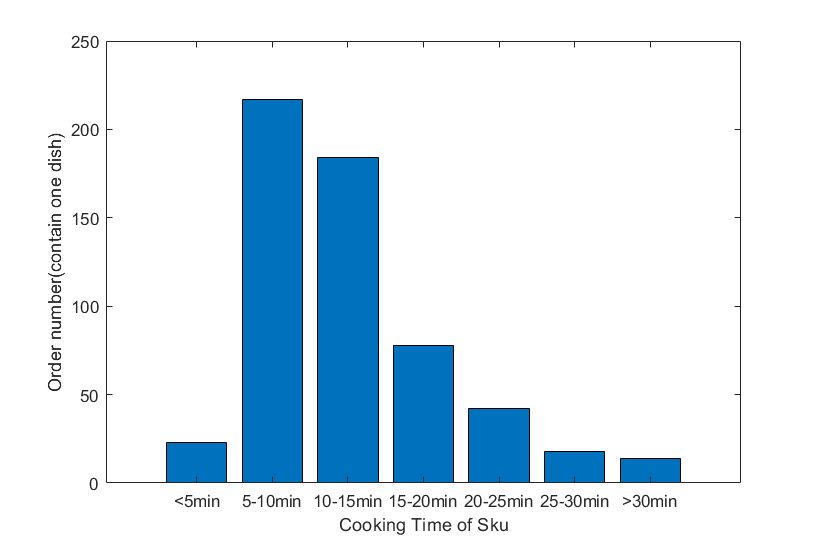 250
200
150
100
50
0
Order number(contain one dish)
<5min 5-10min 10-15min 15-20min 20-25min 25-30min >30min
Cooking Time of Sku